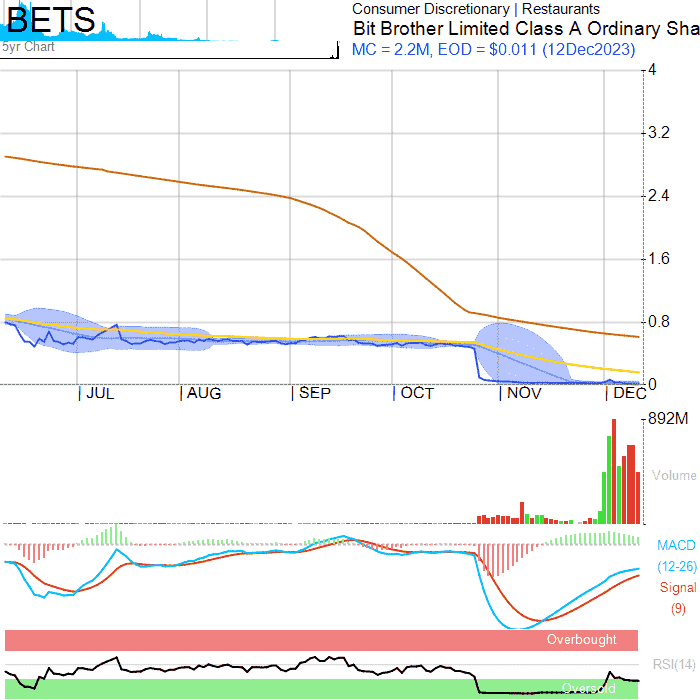 BETS
5yr Chart
Consumer Discretionary | Restaurants
Bit Brother Limited Class A Ordinary Sha
MC = 2.2M, EOD = $0.011 (12Dec2023)
4
3.2
2.4
1.6
0.8
0
JUL AUG SEP OCT NOV DEC
892M
Volume
MACD
(12-26)
Signal
(9)
Overbought
RSI(14)
Oversold